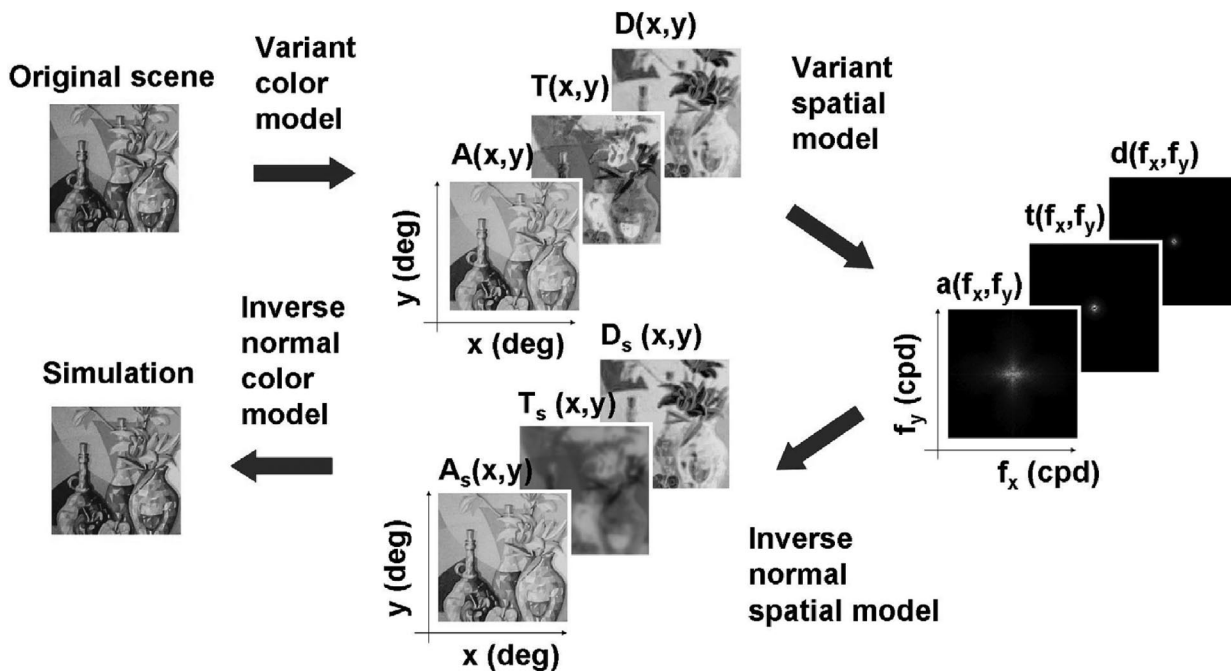 Original scene
Variant
color
model
D(x,y)
T(x,y)
A(x,y)
y (deg)
x (deg)
Variant
spatial
model
d(fx,fy)
t(fx,fy)
a(fx,fy)
fy (cpd)
fx (cpd)
Inverse
normal
spatial model
Ds (x,y)
Ts (x,y)
As(x,y)
y (deg)
x (deg)
Inverse
normal
color
model
Simulation